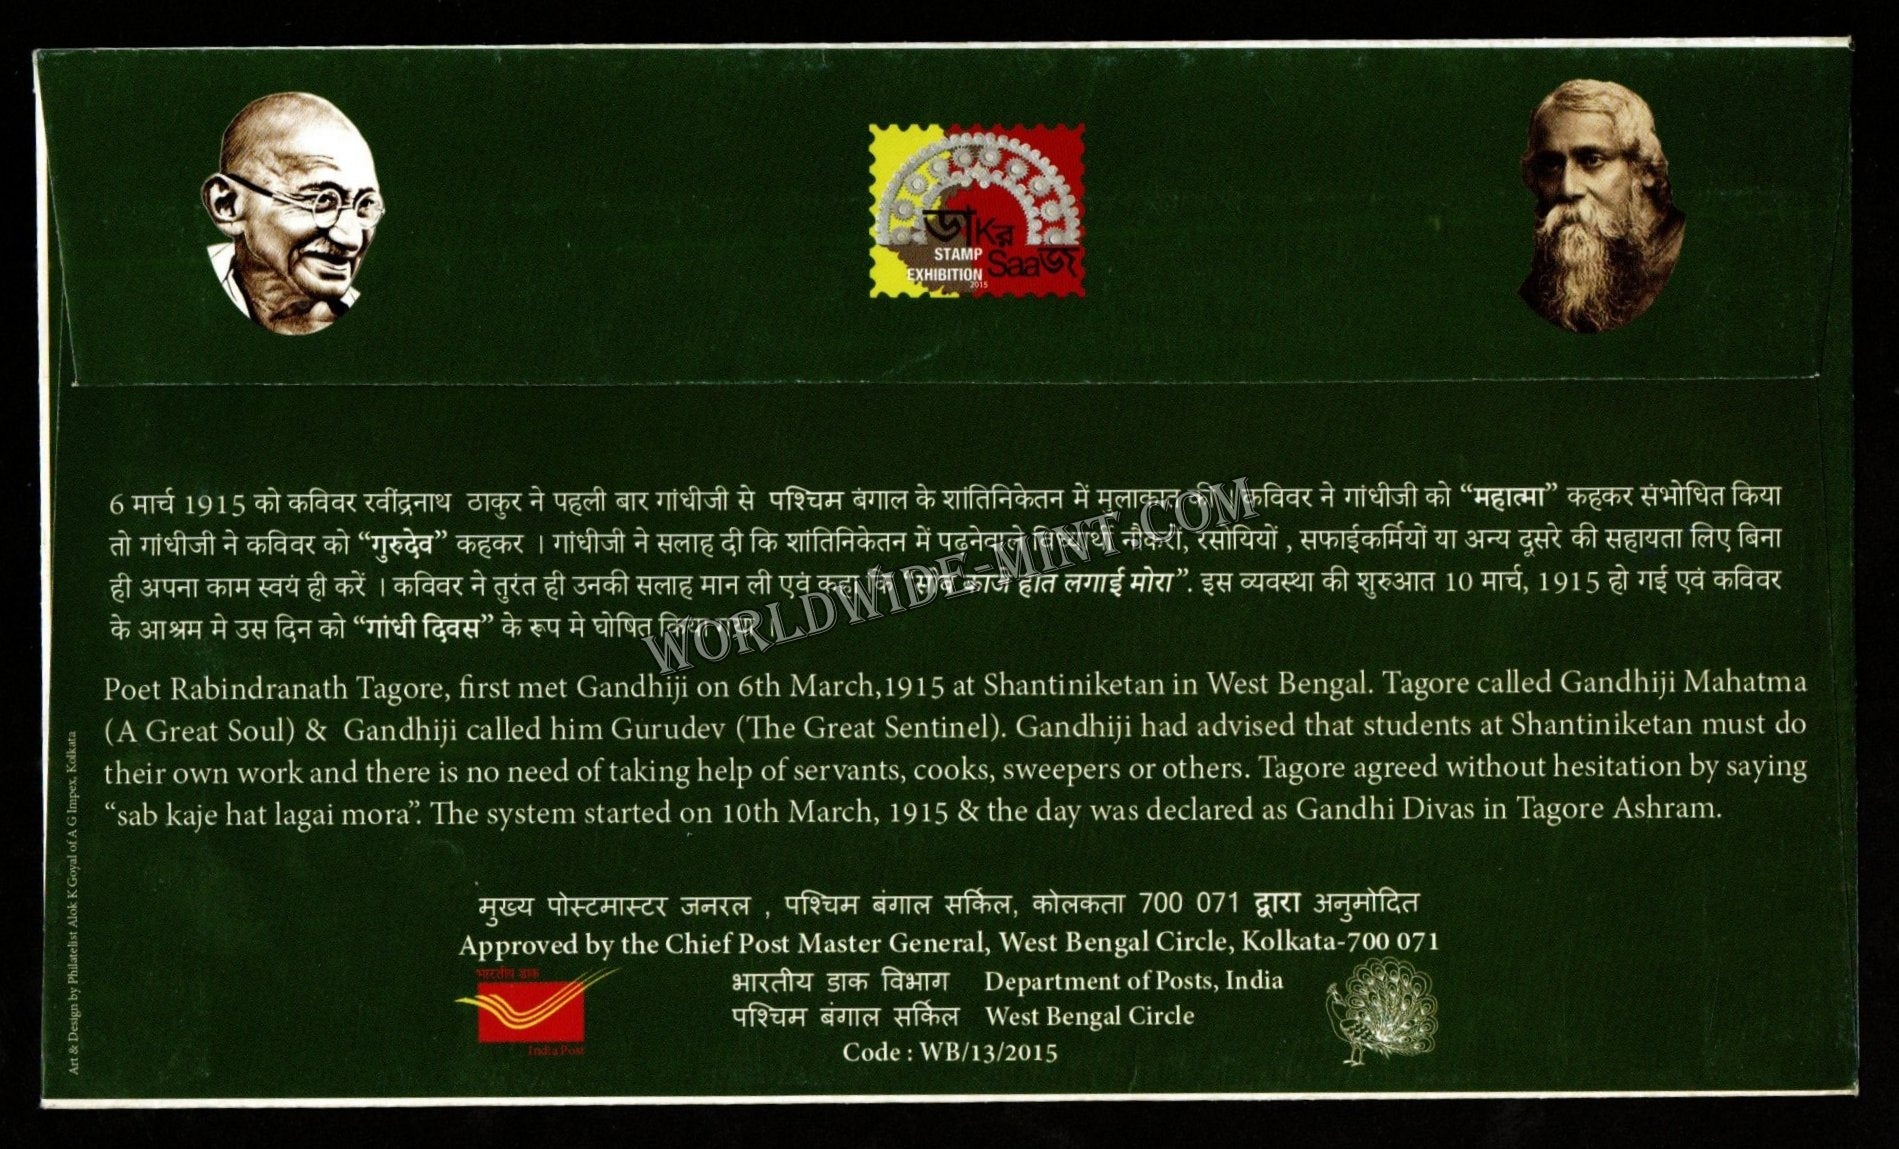 ডাKর
Saaজ
STAMP
EXHIBITION
2015
6 मार्च 1915 को कविवर रवींद्रनाथ ठाकुर ने पहली बार गांधीजी से पश्चिम बंगाल के शांतिनिकेतन में मुलाकात की । कविवर ने गांधीजी को “महात्मा” कहकर संभोधित किया
तो गांधीजी ने कविवर को “गुरुदेव” कहकर । गांधीजी ने सलाह दी कि शांतिनिकेतन में पढनेवाले विध्यार्थी नौकरों, रसोयियों , सफाईकर्मियों या अन्य दूसरे की सहायता लिए बिना
ही अपना काम स्वयं ही करें । कविवर ने तुरंत ही उनकी सलाह मान ली एवं कहा कि “सब काजे हात लगाई मोरा”. इस व्यवस्था की शुरुआत 10 मार्च, 1915 हो गई एवं कविवर
के आश्रम मे उस दिन को “गांधी दिवस” के रूप मे घोषित किया गया
WORLDWIDE-MINT.COM
Poet Rabindranath Tagore, first met Gandhiji on 6th March,1915 at Shantiniketan in West Bengal. Tagore called Gandhiji Mahatma
(A Great Soul) & Gandhiji called him Gurudev (The Great Sentinel). Gandhiji had advised that students at Shantiniketan must do
their own work and there is no need of taking help of servants, cooks, sweepers or others. Tagore agreed without hesitation by saying
“sab kaje hat lagai mora”. The system started on 10th March, 1915 & the day was declared as Gandhi Divas in Tagore Ashram.
Art & Design by Philatelist Alok K Goyal of A G Impex, Kolkata
मुख्य पोस्टमास्टर जनरल , पश्चिम बंगाल सर्किल, कोलकता 700 071 द्वारा अनुमोदित
Approved by the Chief Post Master General, West Bengal Circle, Kolkata-700 071
भारतीय डाक
India Post
भारतीय डाक विभाग Department of Posts, India
पश्चिम बंगाल सर्किल West Bengal Circle
Code : WB/13/2015